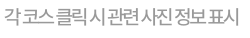 각 코스 클릭 시 관련 사진 정보 표시